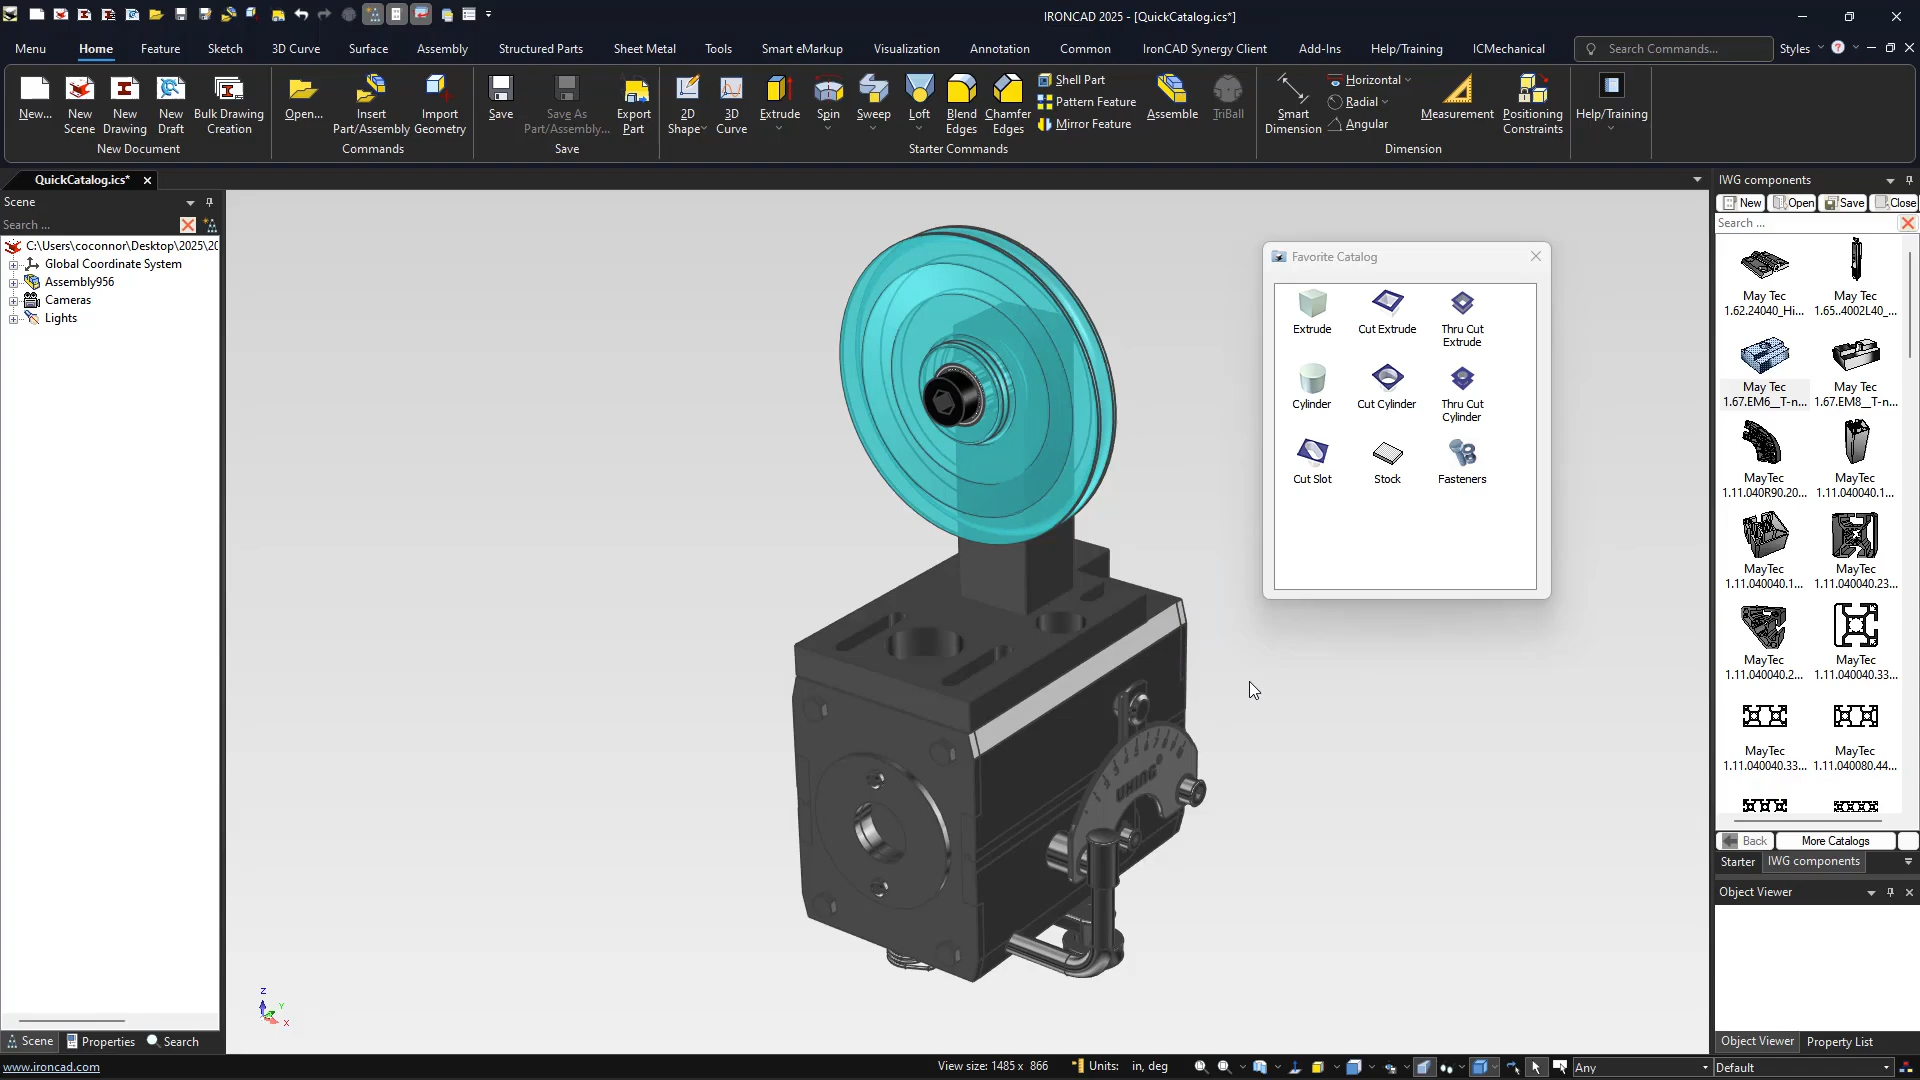 IRONCAD 2025 - [QuickCatalog.ics*]
Menu Home Feature Sketch 3D Curve Surface Assembly Structured Parts Sheet Metal Tools Smart eMarkup Visualization Annotation Common IronCAD Synergy Client Add-Ins Help/Training ICMechanical Search Commands... Styles
New... New Scene New Drawing New Draft Bulk Drawing Creation
New Document
Open... Insert Part/Assembly Import Geometry
Commands
Save Save As Part/Assembly... Export Part
Save
2D Shape 3D Curve Extrude Spin Sweep Loft Blend Edges Chamfer Edges
Shell Part
Pattern Feature
Mirror Feature
Assemble TriBall
Starter Commands
Smart Dimension
Horizontal
Radial
Angular
Measurement Positioning Constraints
Dimension
Help/Training
QuickCatalog.ics*
Scene
Search ...
C:\Users\coconnor\Desktop\2025\20
Global Coordinate System
Assembly956
Cameras
Lights
Favorite Catalog
Extrude Cut Extrude Thru Cut Extrude
Cylinder Cut Cylinder Thru Cut Cylinder
Cut Slot Stock Fasteners
UHING
Z
Y
X
IWG components
New Open Save Close
Search ...
May Tec 1.62.24040_Hi... May Tec 1.65..4002L40_...
May Tec 1.67.EM6__T-n... May Tec 1.67.EM8__T-n...
MayTec 1.11.040R90.20... MayTec 1.11.040040.1...
MayTec 1.11.040040.1... MayTec 1.11.040040.23...
MayTec 1.11.040040.2... MayTec 1.11.040040.33...
MayTec 1.11.040040.33... MayTec 1.11.040080.44...
Back More Catalogs
Starter IWG components
Object Viewer
Object Viewer Property List
Scene Properties Search
www.ironcad.com View size: 1485 x 866 Units: in, deg Any Default